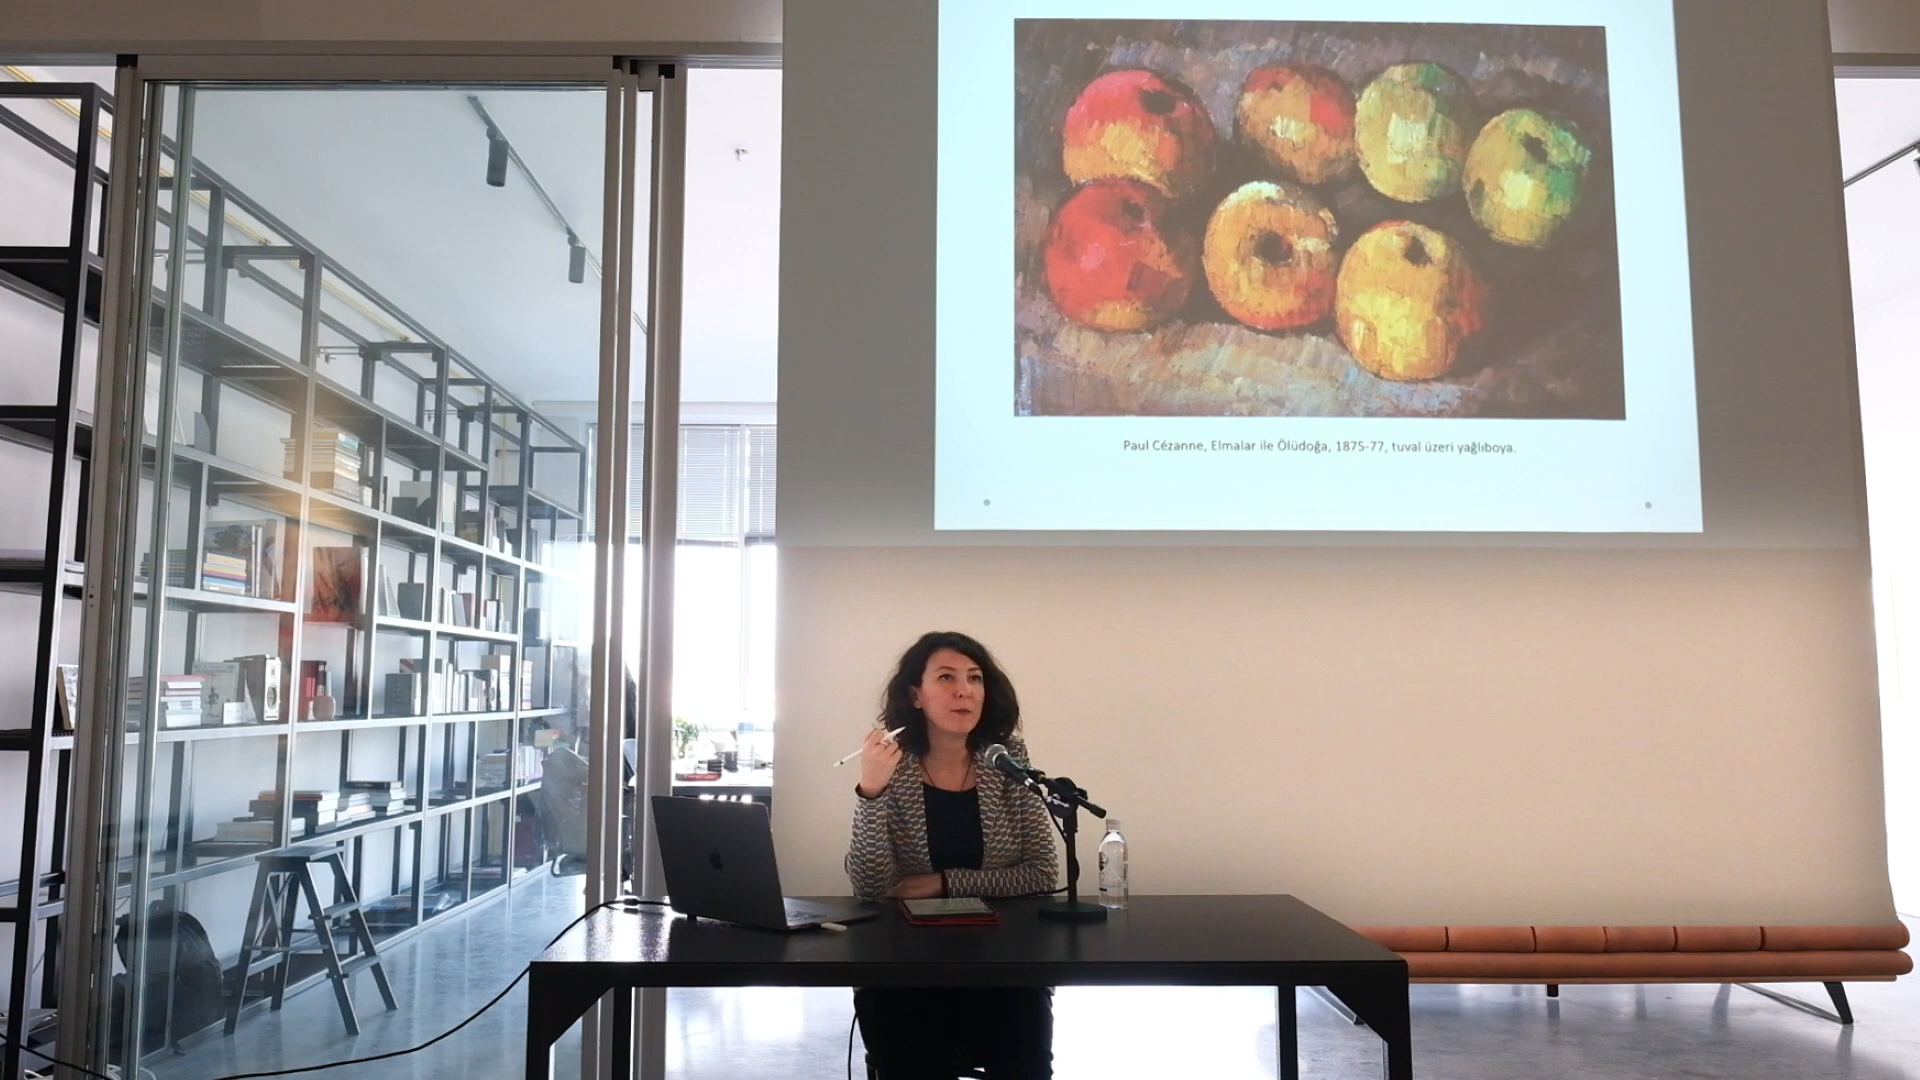 Paul Cézanne, Elmalar ile Ölüdoğa, 1875-77, tuval üzeri yağlıboya.